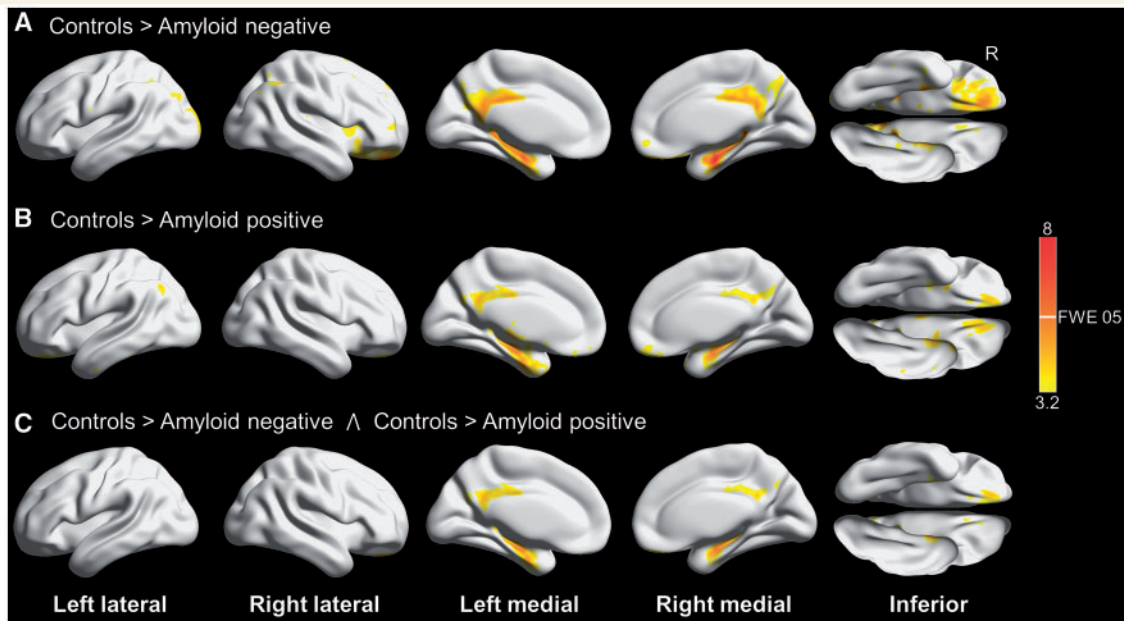 A Controls > Amyloid negative
R
B Controls > Amyloid positive
8
FWE 05
3.2
C Controls > Amyloid negative ∧ Controls > Amyloid positive
Left lateral Right lateral Left medial Right medial Inferior